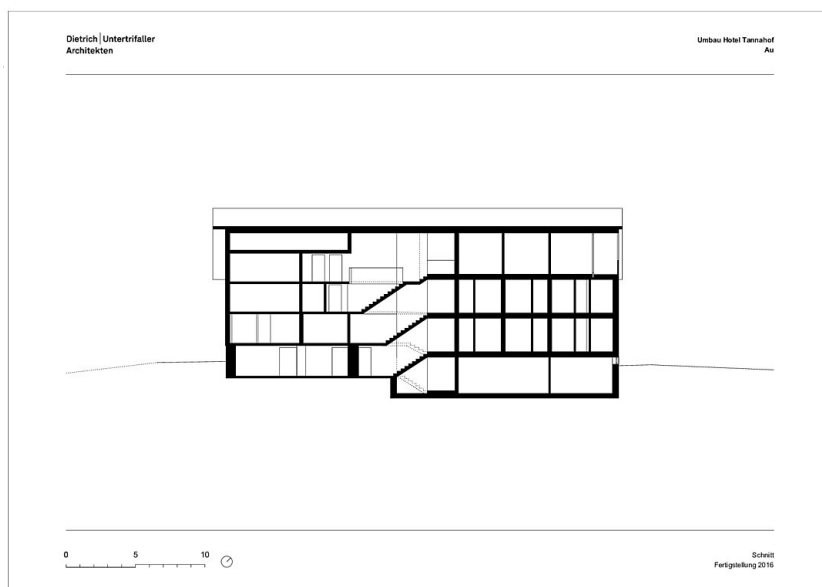 Dietrich|Untertrifaller
Architekten
Umbau Hotel Tannahof
Au
0 5 10
Schnitt
Fertigstellung 2016